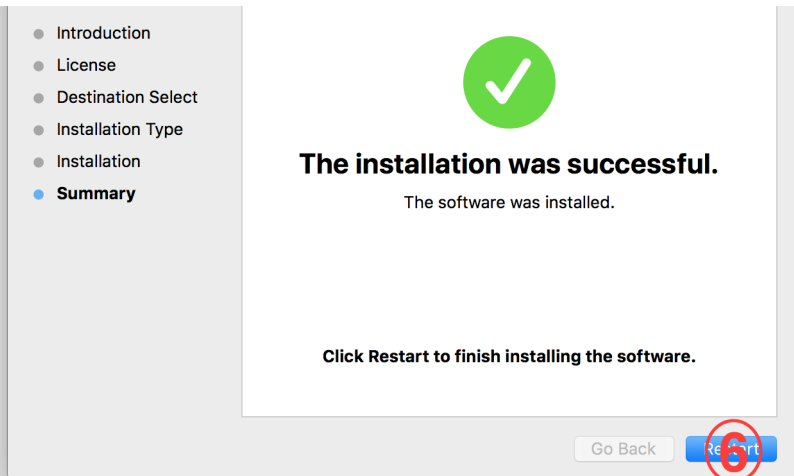 Introduction
License
Destination Select
Installation Type
Installation
Summary
The installation was successful.
The software was installed.
Click Restart to finish installing the software.
Go Back
Restart
⑥